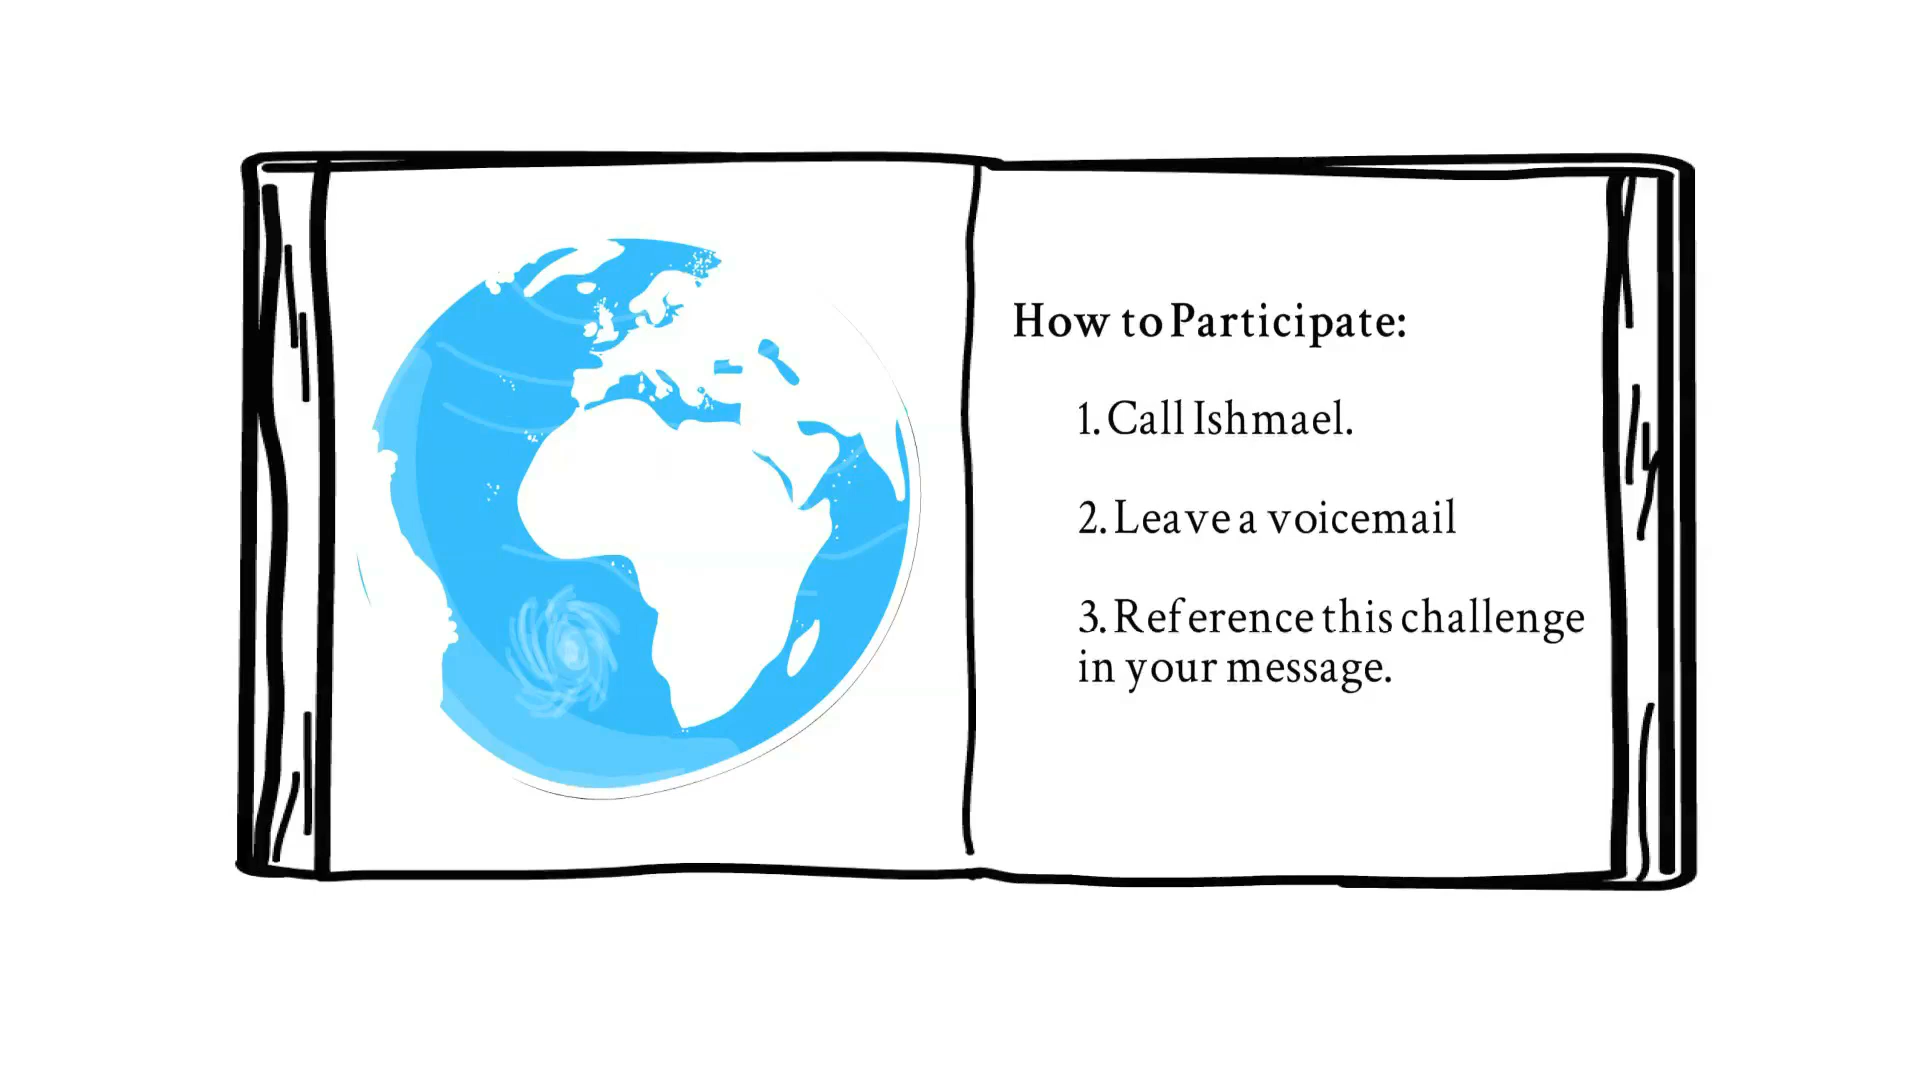 How to Participate:
1. Call Ishmael.
2. Leave a voicemail
3. Reference this challenge
in your message.